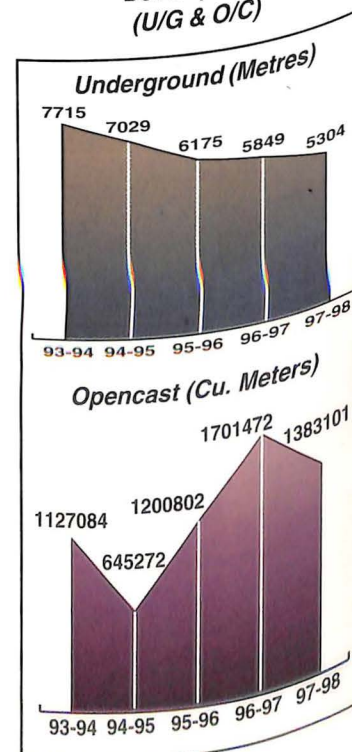 (U/G & O/C)
Underground (Metres)
7715 7029 6175 5849 5304
93-94 94-95 95-96 96-97 97-98
Opencast (Cu. Meters)
1127084 645272 1200802 1701472 1383101
93-94 94-95 95-96 96-97 97-98